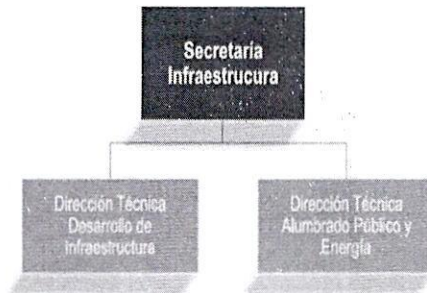 Secretaría
Infraestrucura
Dirección Técnica
Desarrollo de
Infraestructura
Dirección Técnica
Alumbrado Público y
Energía